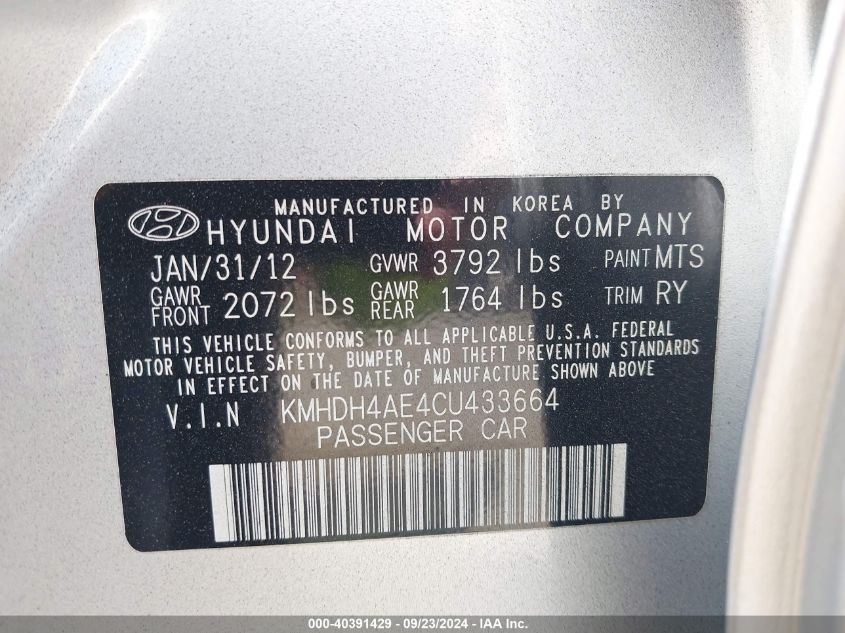 MANUFACTURED IN KOREA BY
HYUNDAI MOTOR COMPANY
JAN/31/12 GVWR 3792 lbs PAINT MTS
GAWR FRONT 2072 lbs GAWR REAR 1764 lbs TRIM RY
THIS VEHICLE CONFORMS TO ALL APPLICABLE U.S.A. FEDERAL
MOTOR VEHICLE SAFETY, BUMPER, AND THEFT PREVENTION STANDARDS
IN EFFECT ON THE DATE OF MANUFACTURE SHOWN ABOVE
V.I.N KMHDH4AE4CU433664
PASSENGER CAR
000-40391429 - 09/23/2024 - IAA Inc.